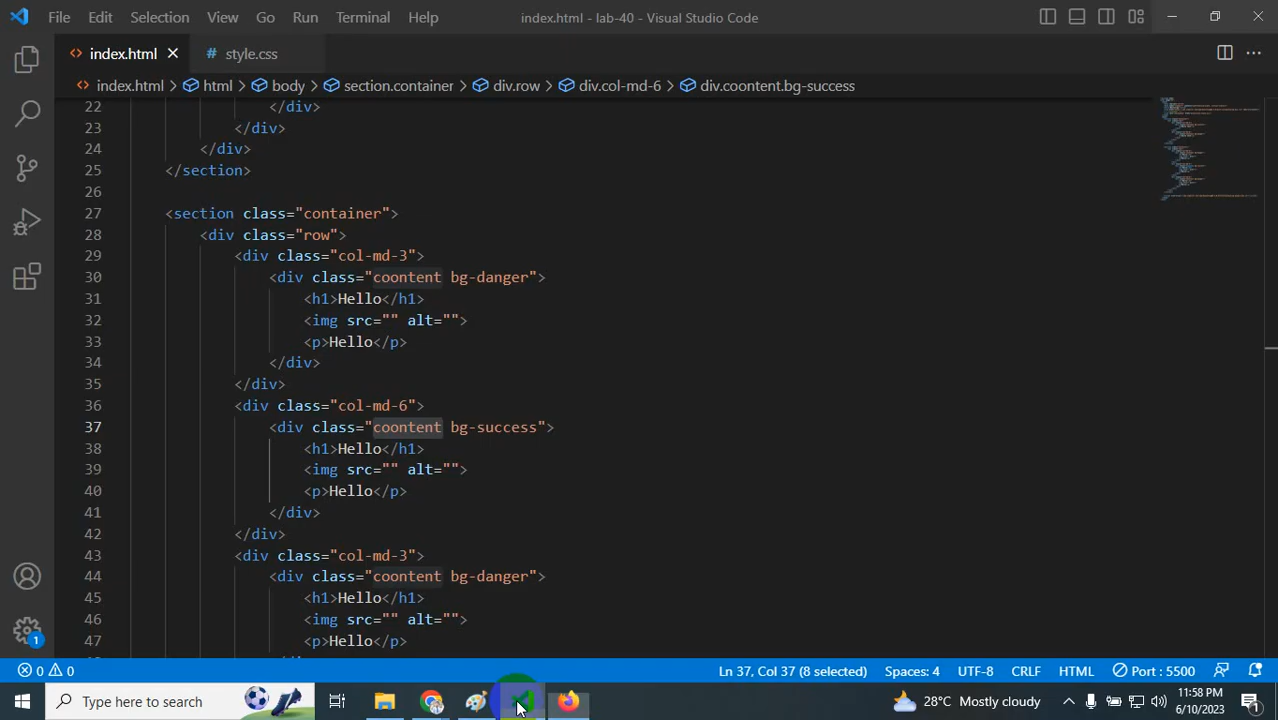 File Edit Selection View Go Run Terminal Help index.html - lab-40 - Visual Studio Code
<> index.html × # style.css
<> index.html > html > body > section.container > div.row > div.col-md-6 > div.coontent.bg-success
22 </div>
23 </div>
24 </div>
25 </section>
26
27 <section class="container">
28 <div class="row">
29 <div class="col-md-3">
30 <div class="coontent bg-danger">
31 <h1>Hello</h1>
32 <img src="" alt="">
33 <p>Hello</p>
34 </div>
35 </div>
36 <div class="col-md-6">
37 <div class="coontent bg-success">
38 <h1>Hello</h1>
39 <img src="" alt="">
40 <p>Hello</p>
41 </div>
42 </div>
43 <div class="col-md-3">
44 <div class="coontent bg-danger">
45 <h1>Hello</h1>
46 <img src="" alt="">
47 <p>Hello</p>
1
0 0 Ln 37, Col 37 (8 selected) Spaces: 4 UTF-8 CRLF HTML Port : 5500
Type here to search 28°C Mostly cloudy 11:58 PM
6/10/2023 1